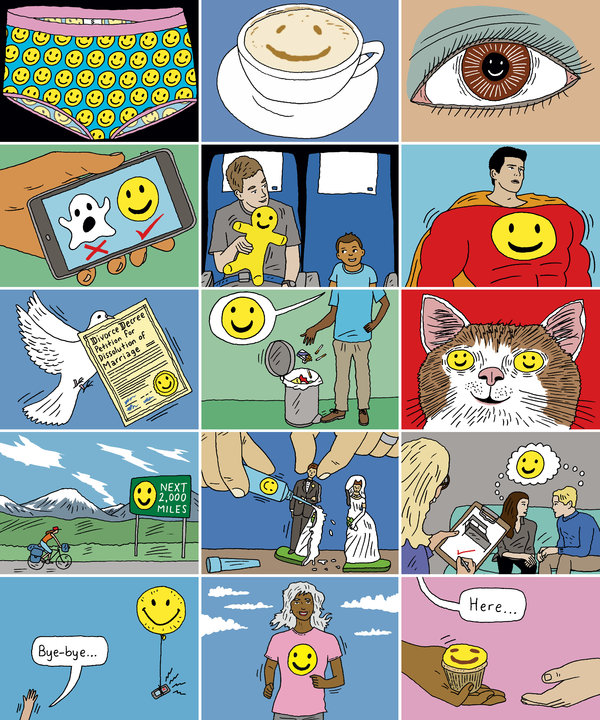 Divorce Decree
Petition for
Dissolution of
Marriage
NEXT
2,000
MILES
Bye-bye...
Here...